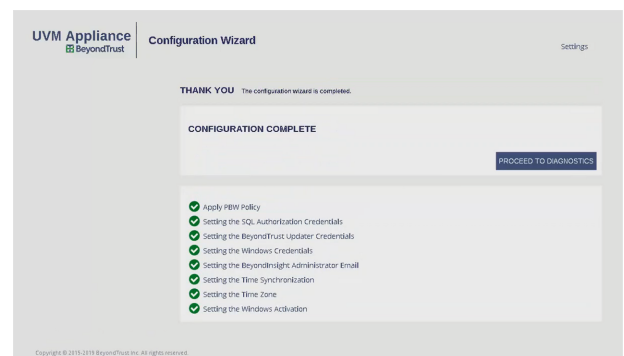 UVM Appliance
BeyondTrust
Configuration Wizard
Settings
THANK YOU The configuration wizard is completed.
CONFIGURATION COMPLETE
PROCEED TO DIAGNOSTICS
Apply PBW Policy
Setting the SQL Authorization Credentials
Setting the BeyondTrust Updater Credentials
Setting the Windows Credentials
Setting the BeyondInsight Administrator Email
Setting the Time Synchronization
Setting the Time Zone
Setting the Windows Activation
Copyright © 2015-2019 BeyondTrust Inc. All rights reserved.